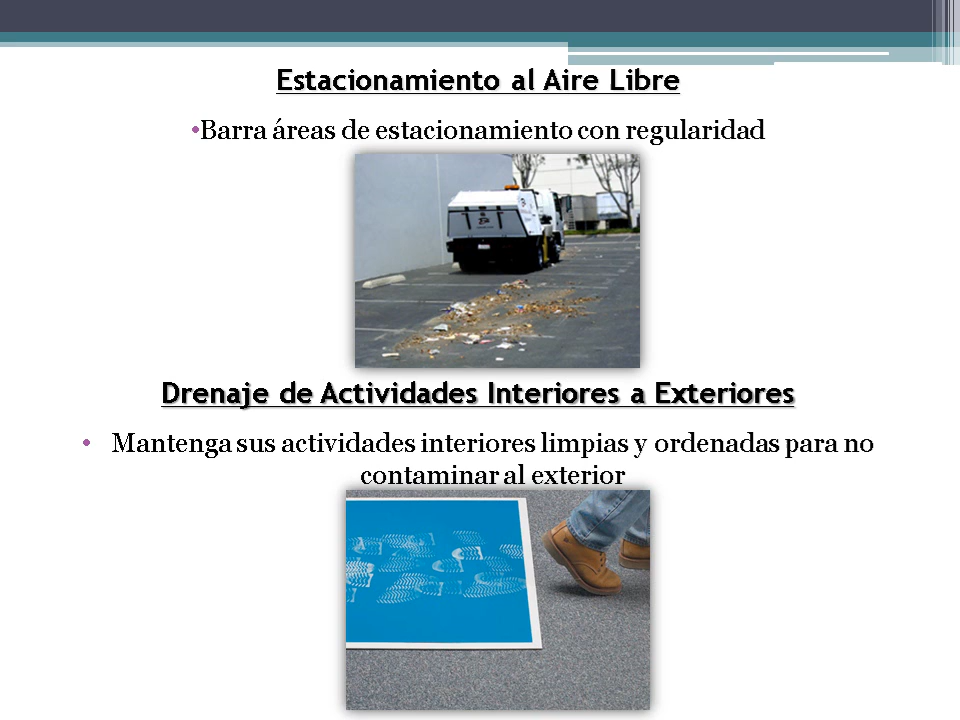 Estacionamiento al Aire Libre
•Barra áreas de estacionamiento con regularidad
Drenaje de Actividades Interiores a Exteriores
• Mantenga sus actividades interiores limpias y ordenadas para no
contaminar al exterior